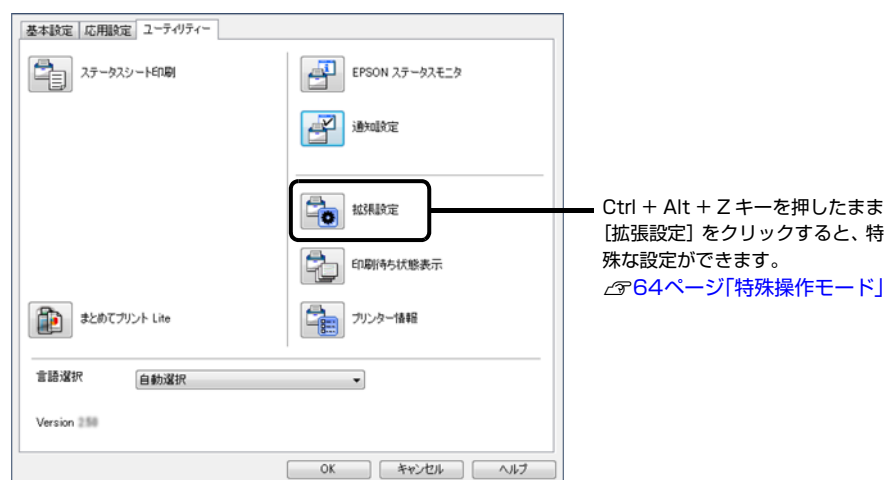 基本設定 応用設定 ユーティリティー
ステータスシート印刷
EPSON ステータスモニタ
通知設定
拡張設定
Ctrl + Alt + Z キーを押したまま
[拡張設定] をクリックすると、特
殊な設定ができます。
64ページ「特殊操作モード」
印刷待ち状態表示
まとめてプリント Lite
プリンター情報
言語選択 自動選択
Version
OK キャンセル ヘルプ